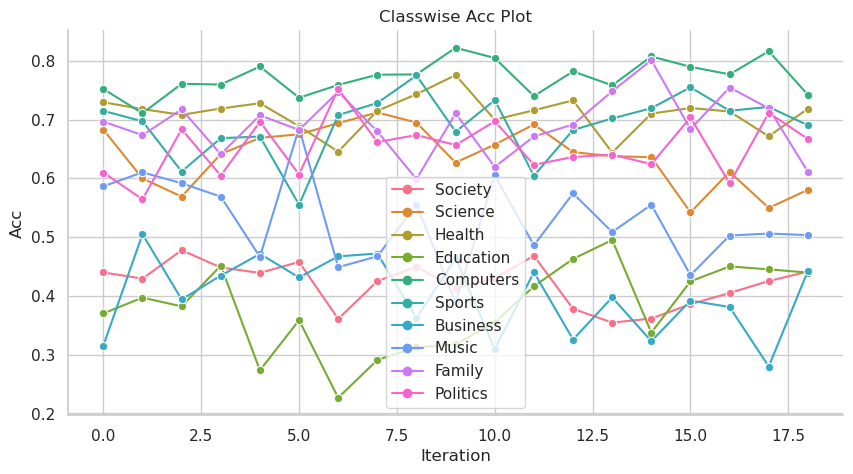 Classwise Acc Plot
Acc
0.8
0.7
0.6
0.5
0.4
0.3
0.2
Society
Science
Health
Education
Computers
Sports
Business
Music
Family
Politics
0.0 2.5 5.0 7.5 10.0 12.5 15.0 17.5
Iteration